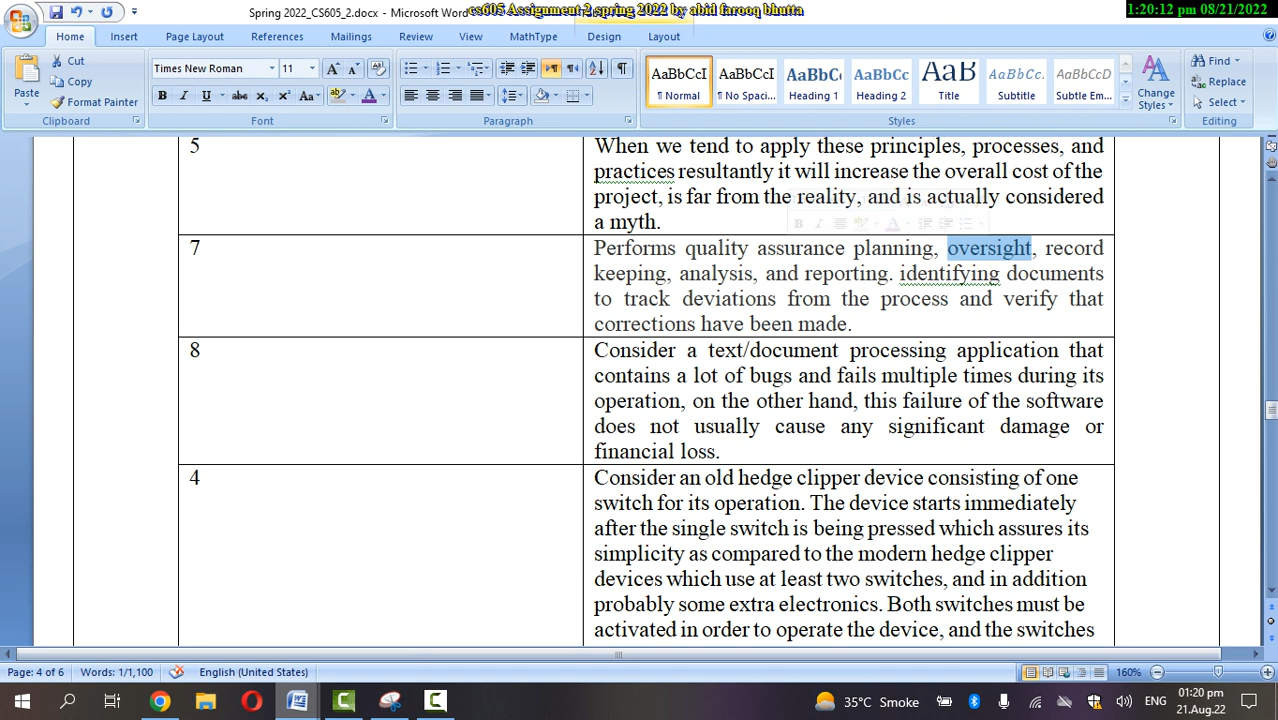 Spring 2022_CS605_2.docx - Microsoft Word
cs605 Assignment 2 spring 2022 by abid farooq bhutta
1:20:12 pm 08/21/2022
Home Insert Page Layout References Mailings Review View MathType Design Layout
Paste
Cut
Copy
Format Painter
Times New Roman 11
AaBbCcI AaBbCcI AaBbC AaBbCc AaB AaBbCc. AaBbCcD
¶ Normal ¶ No Spaci... Heading 1 Heading 2 Title Subtitle Subtle Em...
Change
Styles
Find
Replace
Select
Clipboard Font Paragraph Styles Editing
5
When we tend to apply these principles, processes, and
practices resultantly it will increase the overall cost of the
project, is far from the reality, and is actually considered
a myth.
7
Performs quality assurance planning, oversight, record
keeping, analysis, and reporting. identifying documents
to track deviations from the process and verify that
corrections have been made.
8
Consider a text/document processing application that
contains a lot of bugs and fails multiple times during its
operation, on the other hand, this failure of the software
does not usually cause any significant damage or
financial loss.
4
Consider an old hedge clipper device consisting of one
switch for its operation. The device starts immediately
after the single switch is being pressed which assures its
simplicity as compared to the modern hedge clipper
devices which use at least two switches, and in addition
probably some extra electronics. Both switches must be
activated in order to operate the device, and the switches
Page: 4 of 6 Words: 1/1,100 English (United States) 160%
35°C Smoke ENG 01:20 pm
21.Aug.22